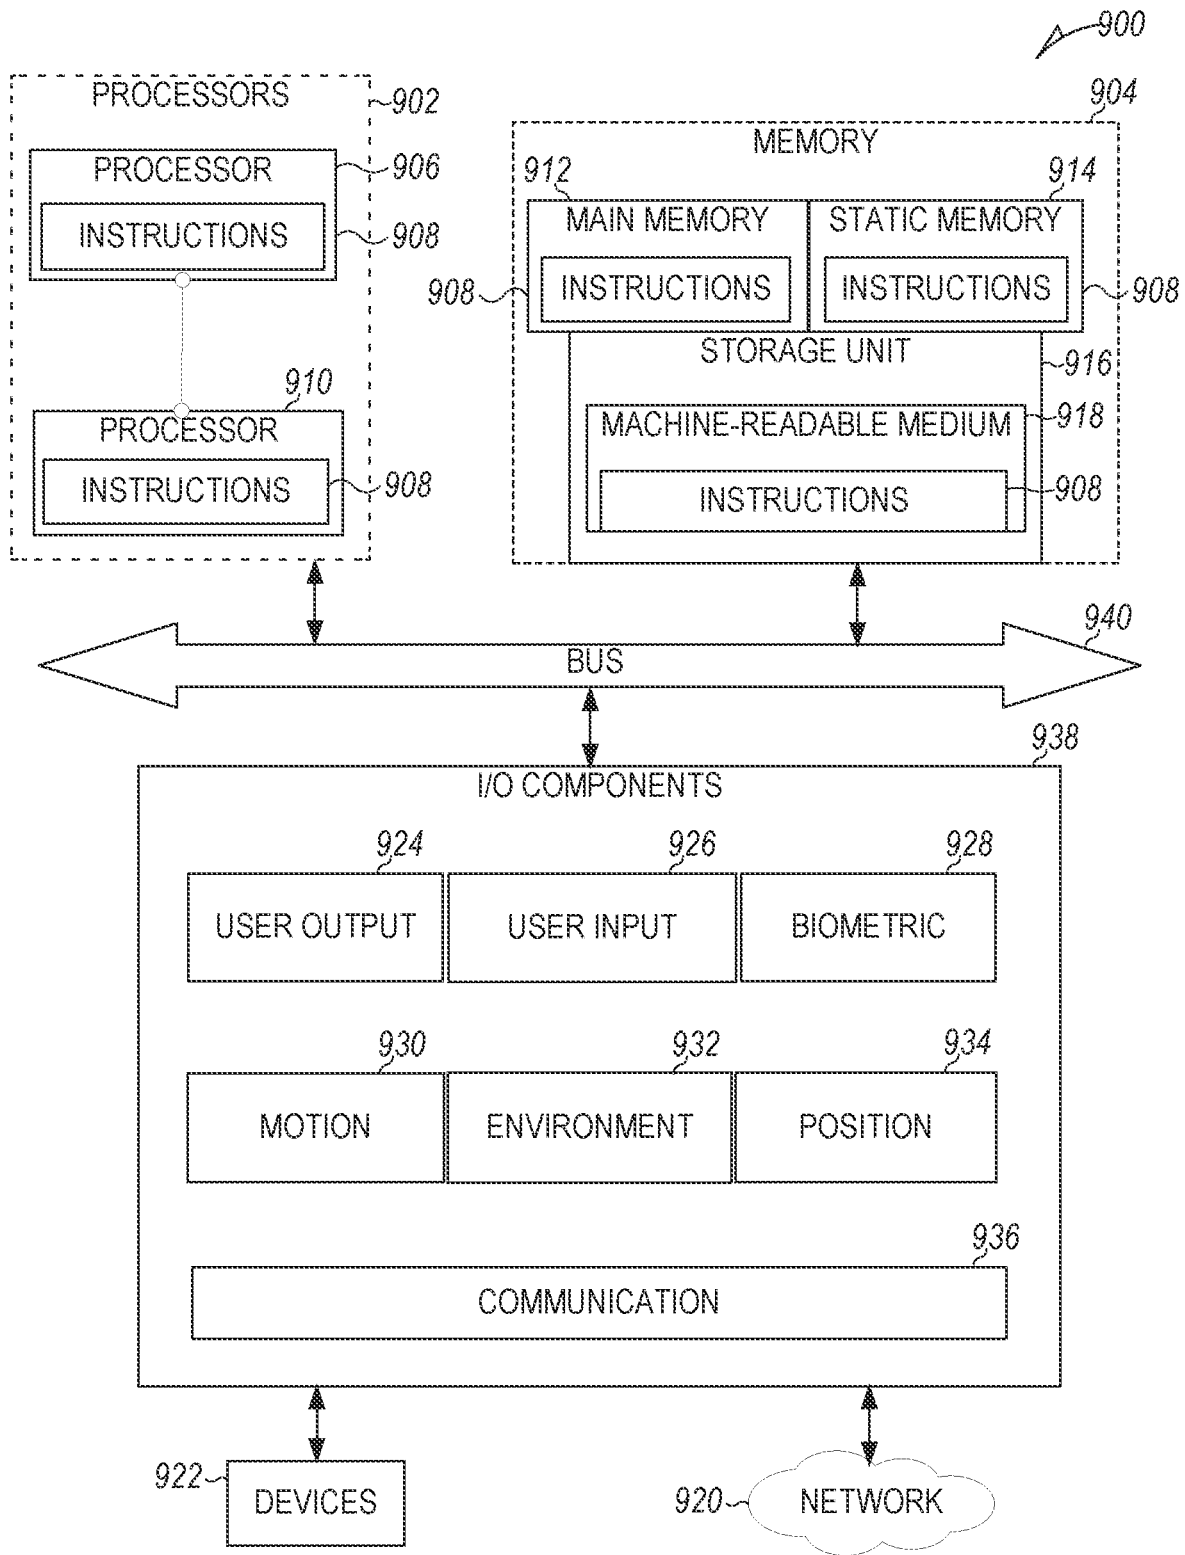 900
PROCESSORS
902
904
MEMORY
PROCESSOR
906
INSTRUCTIONS
908
912
914
MAIN MEMORY
STATIC MEMORY
908
INSTRUCTIONS
INSTRUCTIONS
908
STORAGE UNIT
916
910
PROCESSOR
INSTRUCTIONS
908
MACHINE-READABLE MEDIUM
918
INSTRUCTIONS
908
940
BUS
938
I/O COMPONENTS
924
926
928
USER OUTPUT
USER INPUT
BIOMETRIC
930
932
934
MOTION
ENVIRONMENT
POSITION
936
COMMUNICATION
922
DEVICES
920
NETWORK